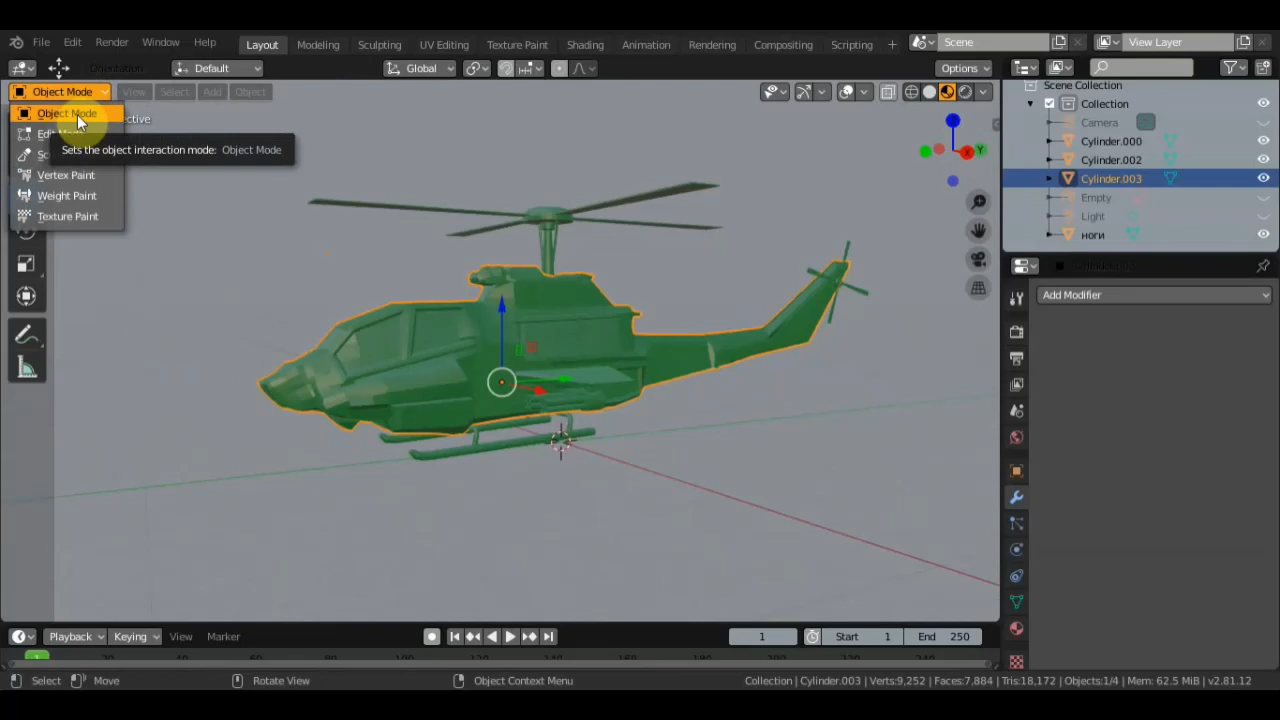 File Edit Render Window Help Layout Modeling Sculpting UV Editing Texture Paint Shading Animation Rendering Compositing Scripting + Scene View Layer
Orientation Default Global Options
Object Mode View Select Add Object
Object Mode
Sets the object interaction mode: Object Mode
Vertex Paint
Weight Paint
Texture Paint
Z
X
Y
Scene Collection
Collection
Camera
Cylinder.000
Cylinder.002
Cylinder.003
Empty
Light
ноги
Add Modifier
Playback Keying View Marker 1 Start 1 End 250
1
Select Move Rotate View Object Context Menu Collection | Cylinder.003 | Verts:9,252 | Faces:7,884 | Tris:18,172 | Objects:1/4 | Mem: 62.5 MiB | v2.81.12